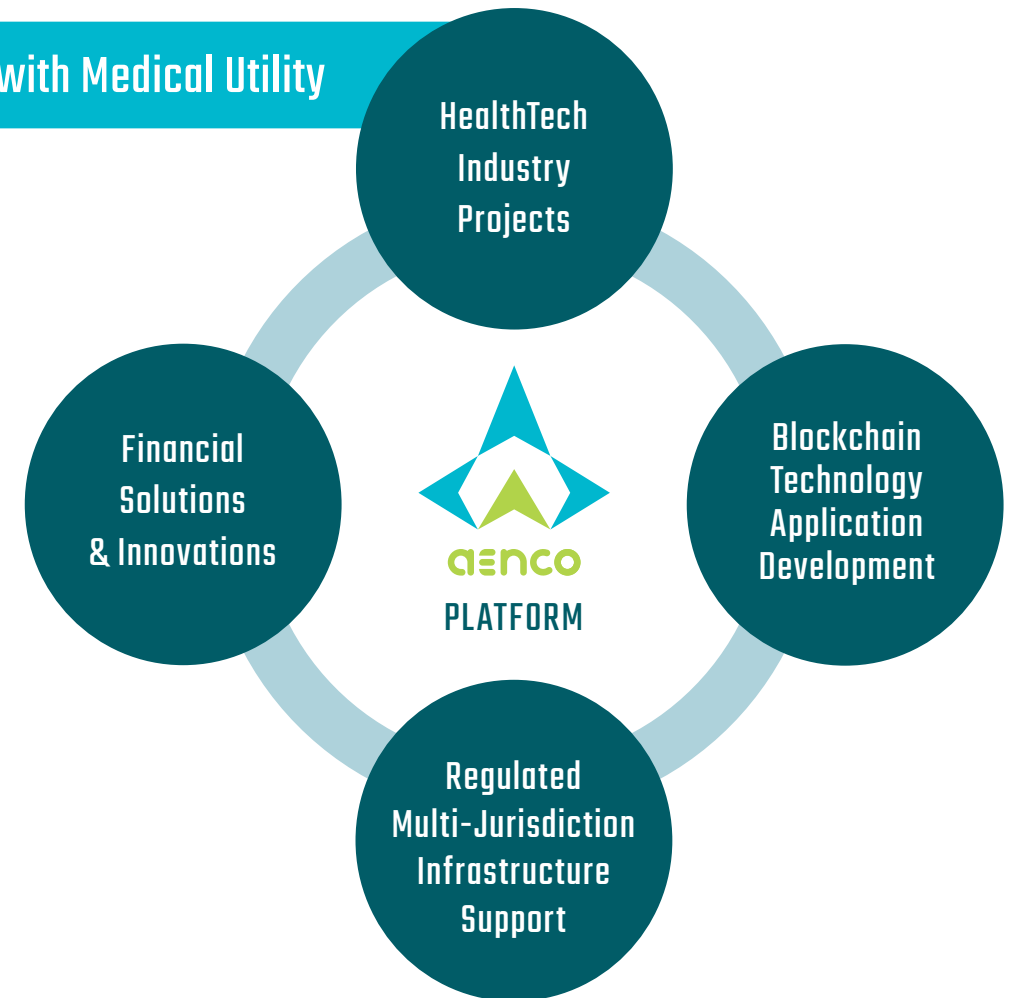 with Medical Utility
HealthTech
Industry
Projects
Financial
Solutions
& Innovations
Blockchain
Technology
Application
Development
aenco
PLATFORM
Regulated
Multi-Jurisdiction
Infrastructure
Support